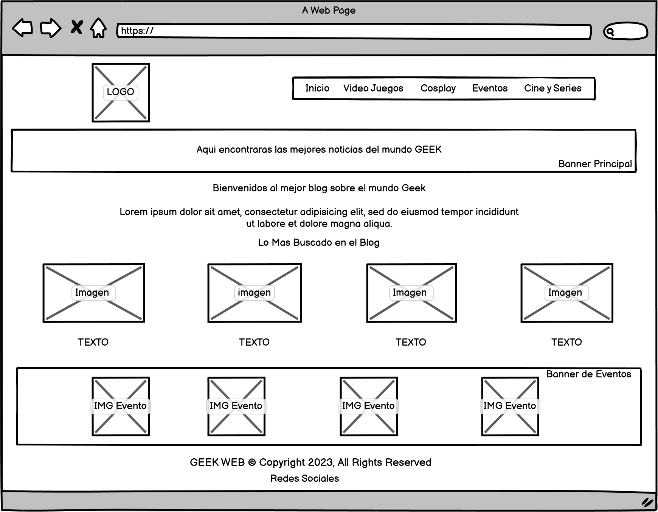 A Web Page
https://
LOGO
Inicio Video Juegos Cosplay Eventos Cine y Series
Aqui encontraras las mejores noticias del mundo GEEK
Banner Principal
Bienvenidos al mejor blog sobre el mundo Geek
Lorem ipsum dolor sit amet, consectetur adipisicing elit, sed do eiusmod tempor incididunt
ut labore et dolore magna aliqua.
Lo Mas Buscado en el Blog
Imagen imagen Imagen Imagen
TEXTO TEXTO TEXTO TEXTO
Banner de Eventos
IMG Evento IMG Evento IMG Evento IMG Evento
GEEK WEB © Copyright 2023, All Rights Reserved
Redes Sociales